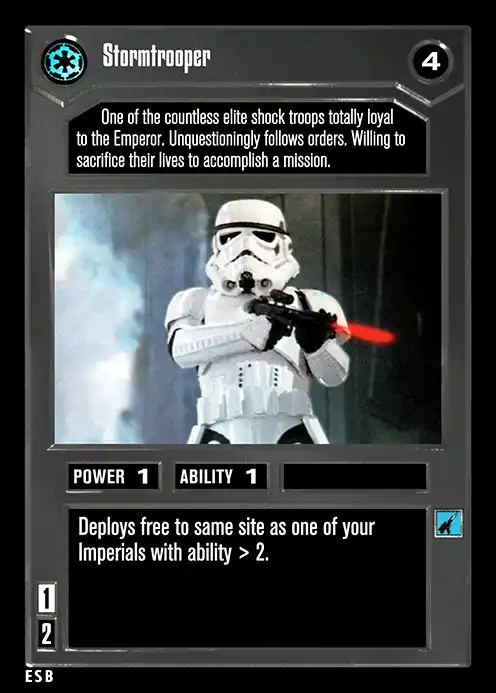 Stormtrooper
4
One of the countless elite shock troops totally loyal
to the Emperor. Unquestioningly follows orders. Willing to
sacrifice their lives to accomplish a mission.
POWER 1 ABILITY 1
Deploys free to same site as one of your
Imperials with ability > 2.
1
2
ESB